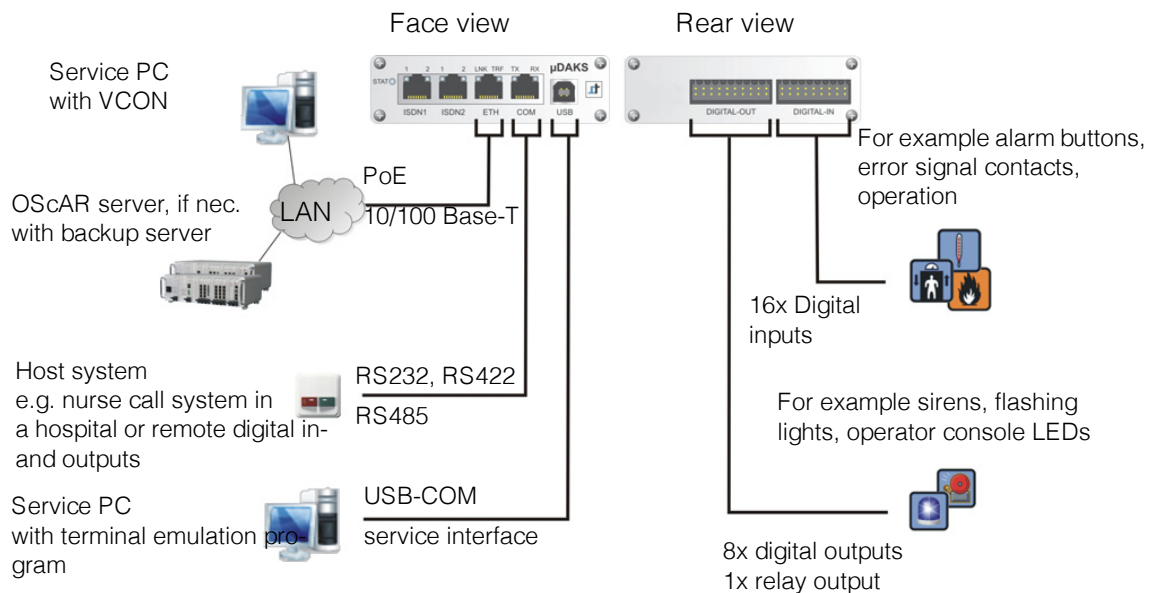 Face view
Rear view
Service PC
with VCON
1 2 1 2 LNK TRF TX RX µDAKS
STAT
ISDN1 ISDN2 ETH COM USB
DIGITAL-OUT DIGITAL-IN
For example alarm buttons,
error signal contacts,
operation
OScAR server, if nec.
with backup server
LAN
PoE
10/100 Base-T
16x Digital
inputs
Host system
e.g. nurse call system in
a hospital or remote digital in-
and outputs
RS232, RS422
RS485
For example sirens, flashing
lights, operator console LEDs
Service PC
with terminal emulation pro-
gram
USB-COM
service interface
8x digital outputs
1x relay output